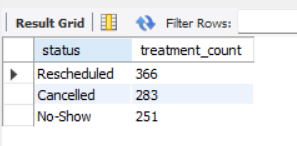 Result Grid Filter Rows:
status treatment_count
Rescheduled 366
Cancelled 283
No-Show 251